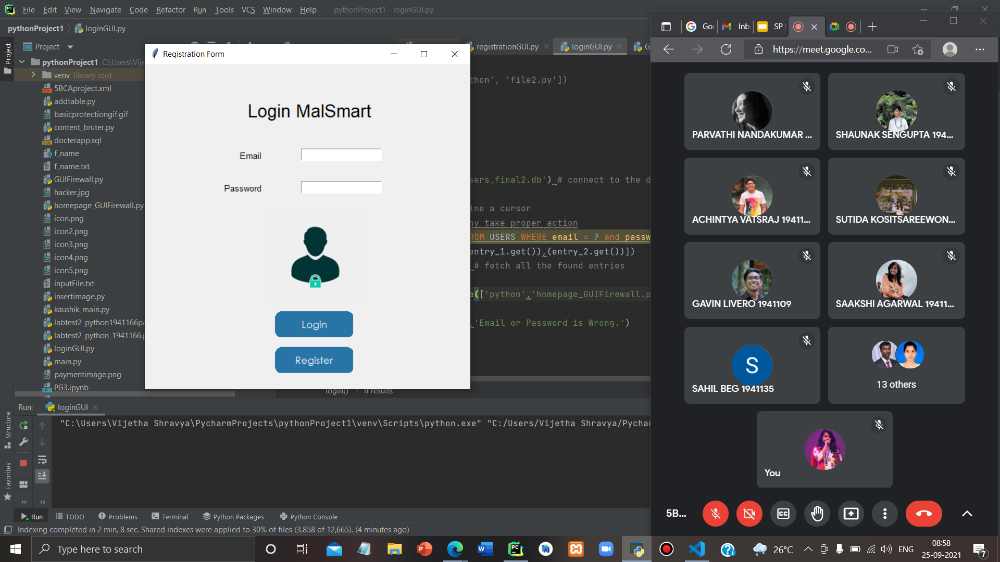 File Edit View Navigate Code Refactor Run Tools VCS Window Help pythonProject1 - loginGUI.py
pythonProject1 loginGUI.py
Project
Project
pythonProject1 C:\Users\Vije
venv library root
5BCAproject.xml
addtable.py
basicprotectiongif.gif
content_bruter.py
docterapp.sql
f_name
f_name.txt
GUIFirewall.py
hacker.jpg
homepage_GUIFirewall.py
icon.png
icon2.png
icon3.png
icon4.png
icon5.png
inputFile.txt
insertimage.py
kaushik_main.py
labtest2_python1941166pa
labtest2_python_1941166.p
loginGUI.py
main.py
paymentimage.png
PG3.ipynb
Registration Form
Login MalSmart
Email
Password
Login
Register
registrationGUI.py loginGUI.py G
thon', 'file2.py'])
sers_final2.db') # connect to the d
ine a cursor
ny take proper action
ROM USERS WHERE email = ? and passw
entry_1.get()),(entry_2.get())])
# fetch all the found entries
e(['python','homepage_GUIFirewall.p
,'Email or Password is Wrong.')
login() If results
Run: loginGUI
"C:\Users\Vijetha Shravya\PycharmProjects\pythonProject1\venv\Scripts\python.exe" "C:/Users/Vijetha Shravya/Pychar
Structure
Favorites
Run TODO Problems Terminal Python Packages Python Console
Indexing completed in 2 min, 8 sec. Shared indexes were applied to 30% of files (3,858 of 12,665). (4 minutes ago)
Goo Inb SP
https://meet.google.co...
PARVATHI NANDAKUMAR ...
SHAUNAK SENGUPTA 194...
ACHINTYA VATSRAJ 19411...
SUTIDA KOSITSAREEWON...
GAVIN LIVERO 1941109
SAAKSHI AGARWAL 19411...
S
SAHIL BEG 1941135
13 others
You
5B...
Type here to search
26°C ENG
08:58
25-09-2021
7